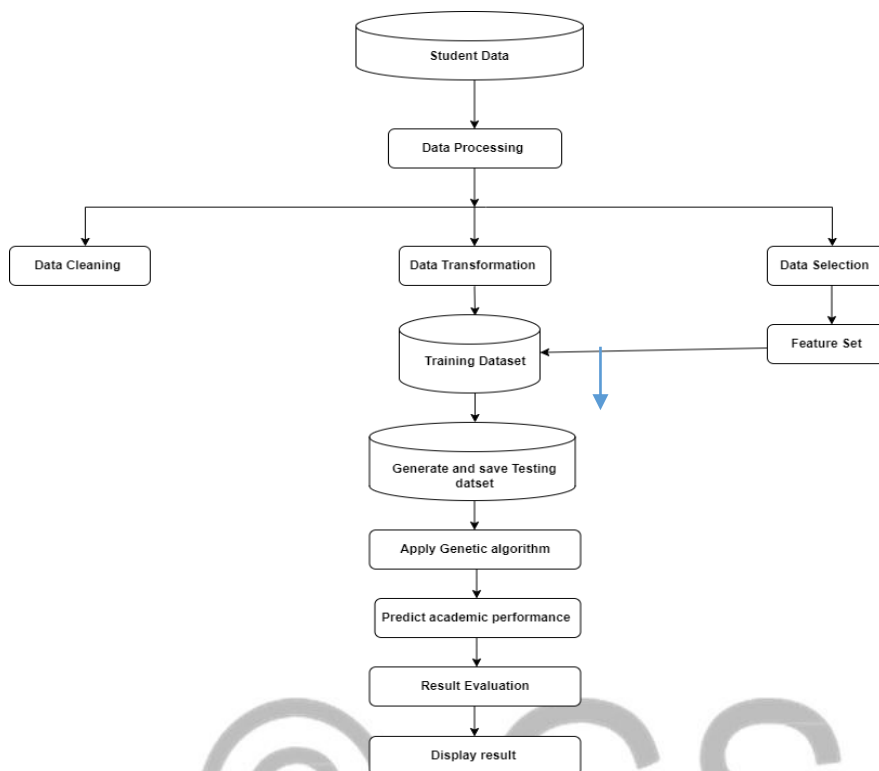 Student Data
Data Processing
Data Cleaning
Data Transformation
Data Selection
Training Dataset
Feature Set
Generate and save Testing
datset
Apply Genetic algorithm
Predict academic performance
Result Evaluation
Display result